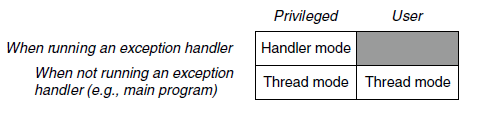 Privileged User
When running an exception handler Handler mode
When not running an exception
handler (e.g., main program) Thread mode Thread mode